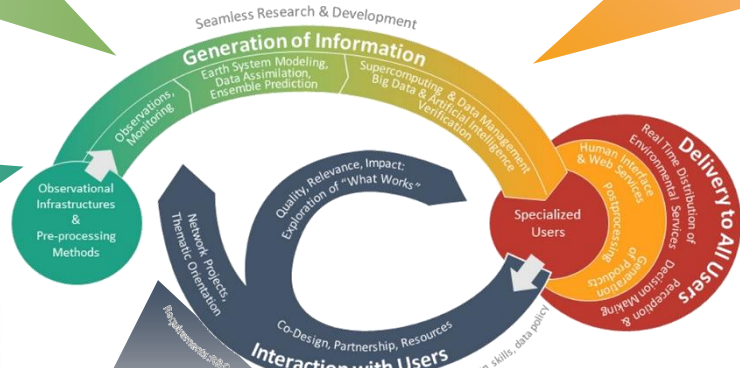 Seamless Research & Development
Generation of Information
Observations,
Monitoring
Earth System Modeling,
Data Assimilation,
Ensemble Prediction
Supercomputing & Data Management
Big Data & Artificial Intelligence
Verification
Observational
Infrastructures
&
Pre-processing
Methods
Quality, Relevance, Impact:
Exploration of "What Works"
Network Projects,
Thematic Orientation
Co-Design, Partnership, Resources
Interaction with Users
skills, data policy
Specialized
Users
Human Interface
& Web Services
Postprocessing
Generation
of Products
Real Time Distribution of
Environmental Services
Perception &
Decision Making
Delivery to All Users